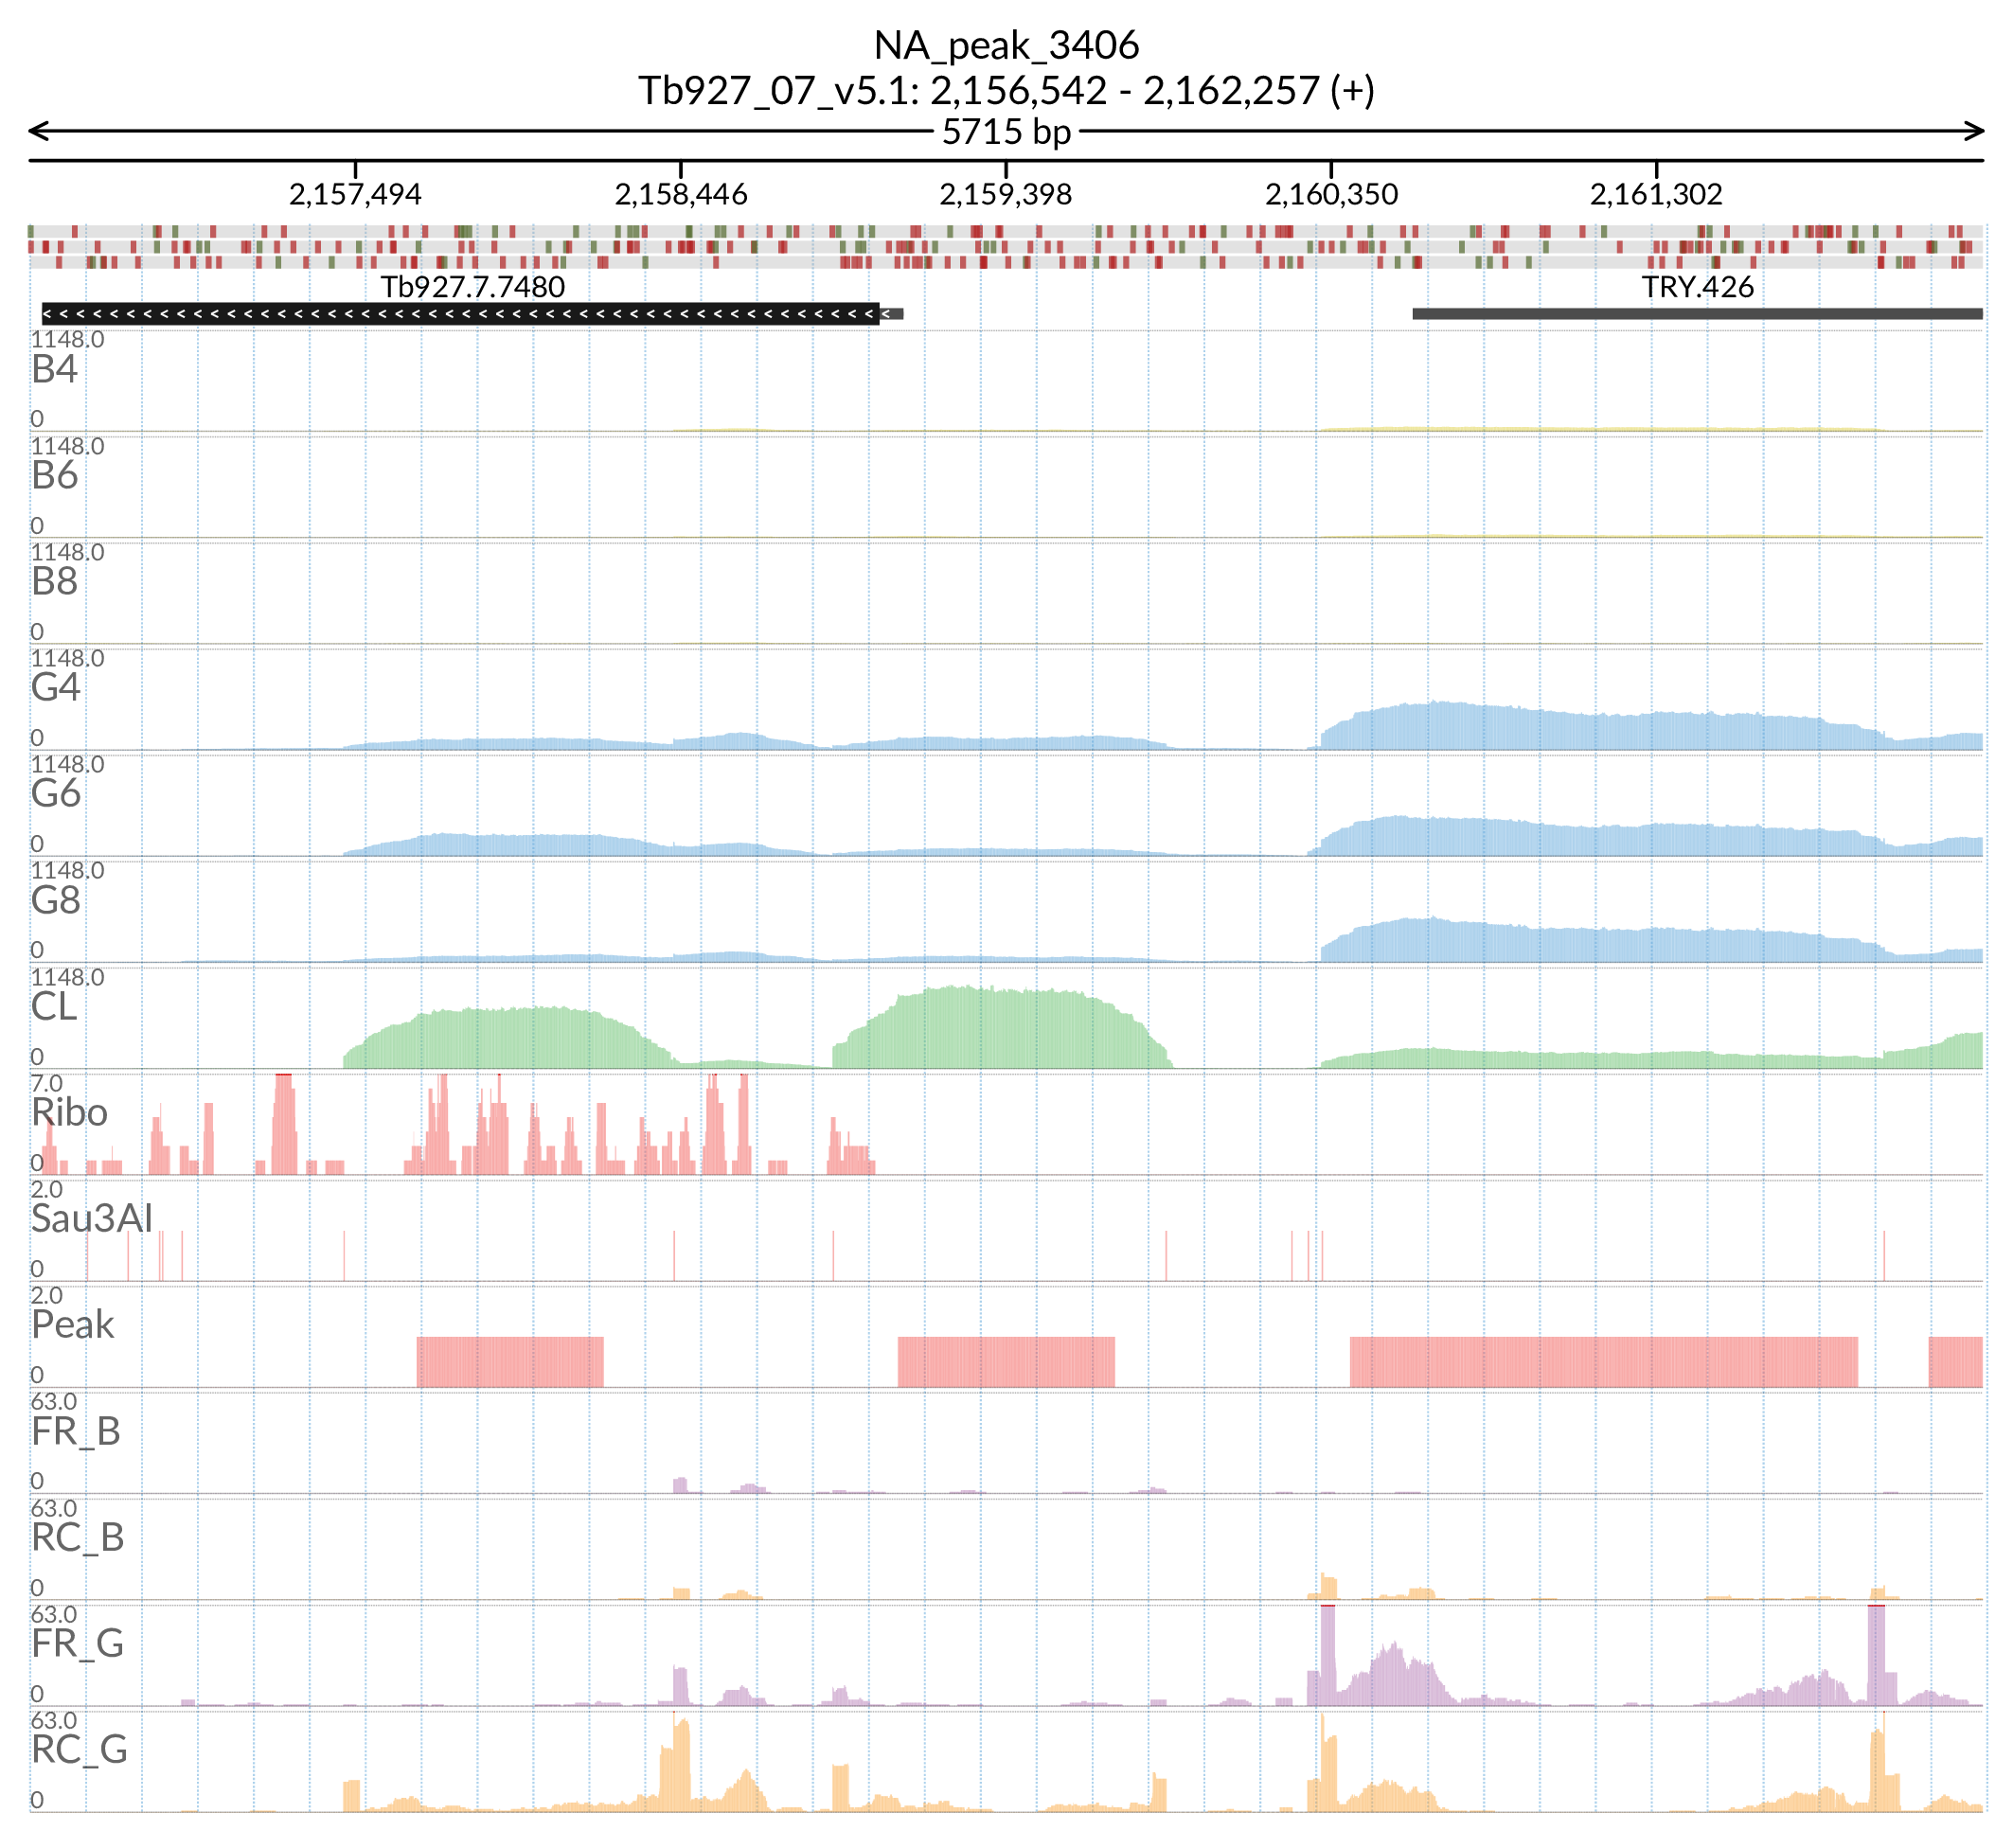 NA_peak_3406
Tb927_07_v5.1: 2,156,542 - 2,162,257 (+)
5715 bp
2,157,494 2,158,446 2,159,398 2,160,350 2,161,302
Tb927.7.7480 TRY.426
1148.0
B4
0
1148.0
B6
0
1148.0
B8
0
1148.0
G4
0
1148.0
G6
0
1148.0
G8
0
1148.0
CL
0
7.0
Ribo
0
2.0
Sau3AI
0
2.0
Peak
0
63.0
FR_B
0
63.0
RC_B
0
63.0
FR_G
0
63.0
RC_G
0